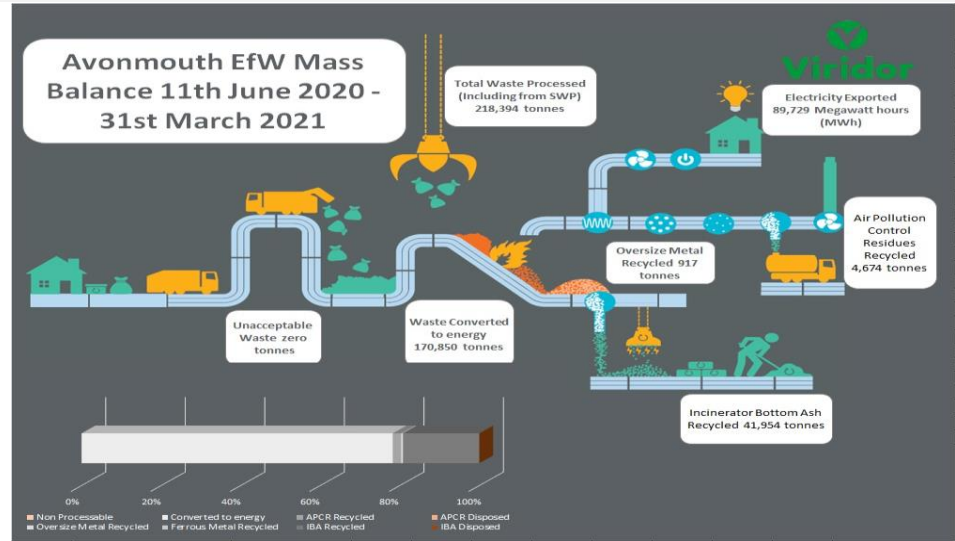 Avonmouth EfW Mass
Balance 11th June 2020 -
31st March 2021
Total Waste Processed
(Including from SWP)
218,394 tonnes
Viridor
Electricity Exported
89,729 Megawatt hours
(MWh)
Air Pollution
Control
Residues
Recycled
4,674 tonnes
Oversize Metal
Recycled 917
tonnes
Unacceptable
Waste zero
tonnes
Waste Converted
to energy
170,850 tonnes
Incinerator Bottom Ash
Recycled 41,954 tonnes
0% 20% 40% 60% 80% 100%
Non Processable Converted to energy APCR Recycled APCR Disposed
Oversize Metal Recycled Ferrous Metal Recycled IBA Recycled IBA Disposed